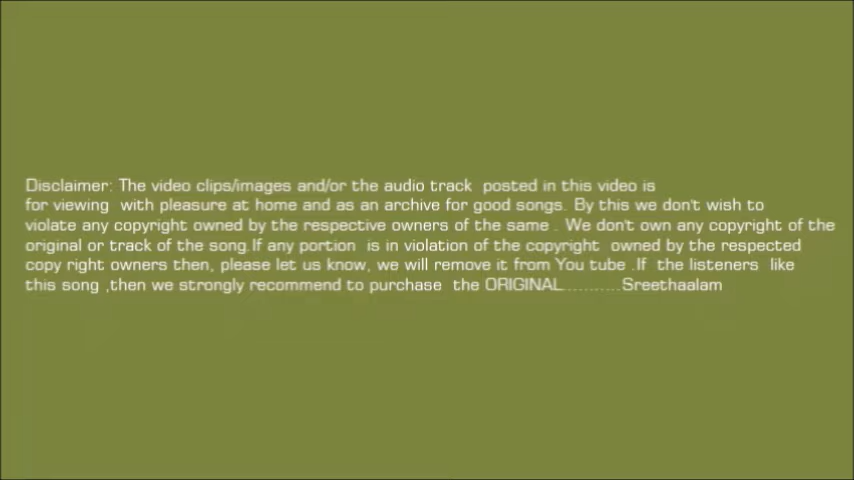 Disclaimer: The video clips/images and/or the audio track posted in this video is
for viewing with pleasure at home and as an archive for good songs. By this we don't wish to
violate any copyright owned by the respective owners of the same . We don't own any copyright of the
original or track of the song.If any portion is in violation of the copyright owned by the respected
copy right owners then, please let us know, we will remove it from You tube .If the listeners like
this song ,then we strongly recommend to purchase the ORIGINAL...........Sreethaalam